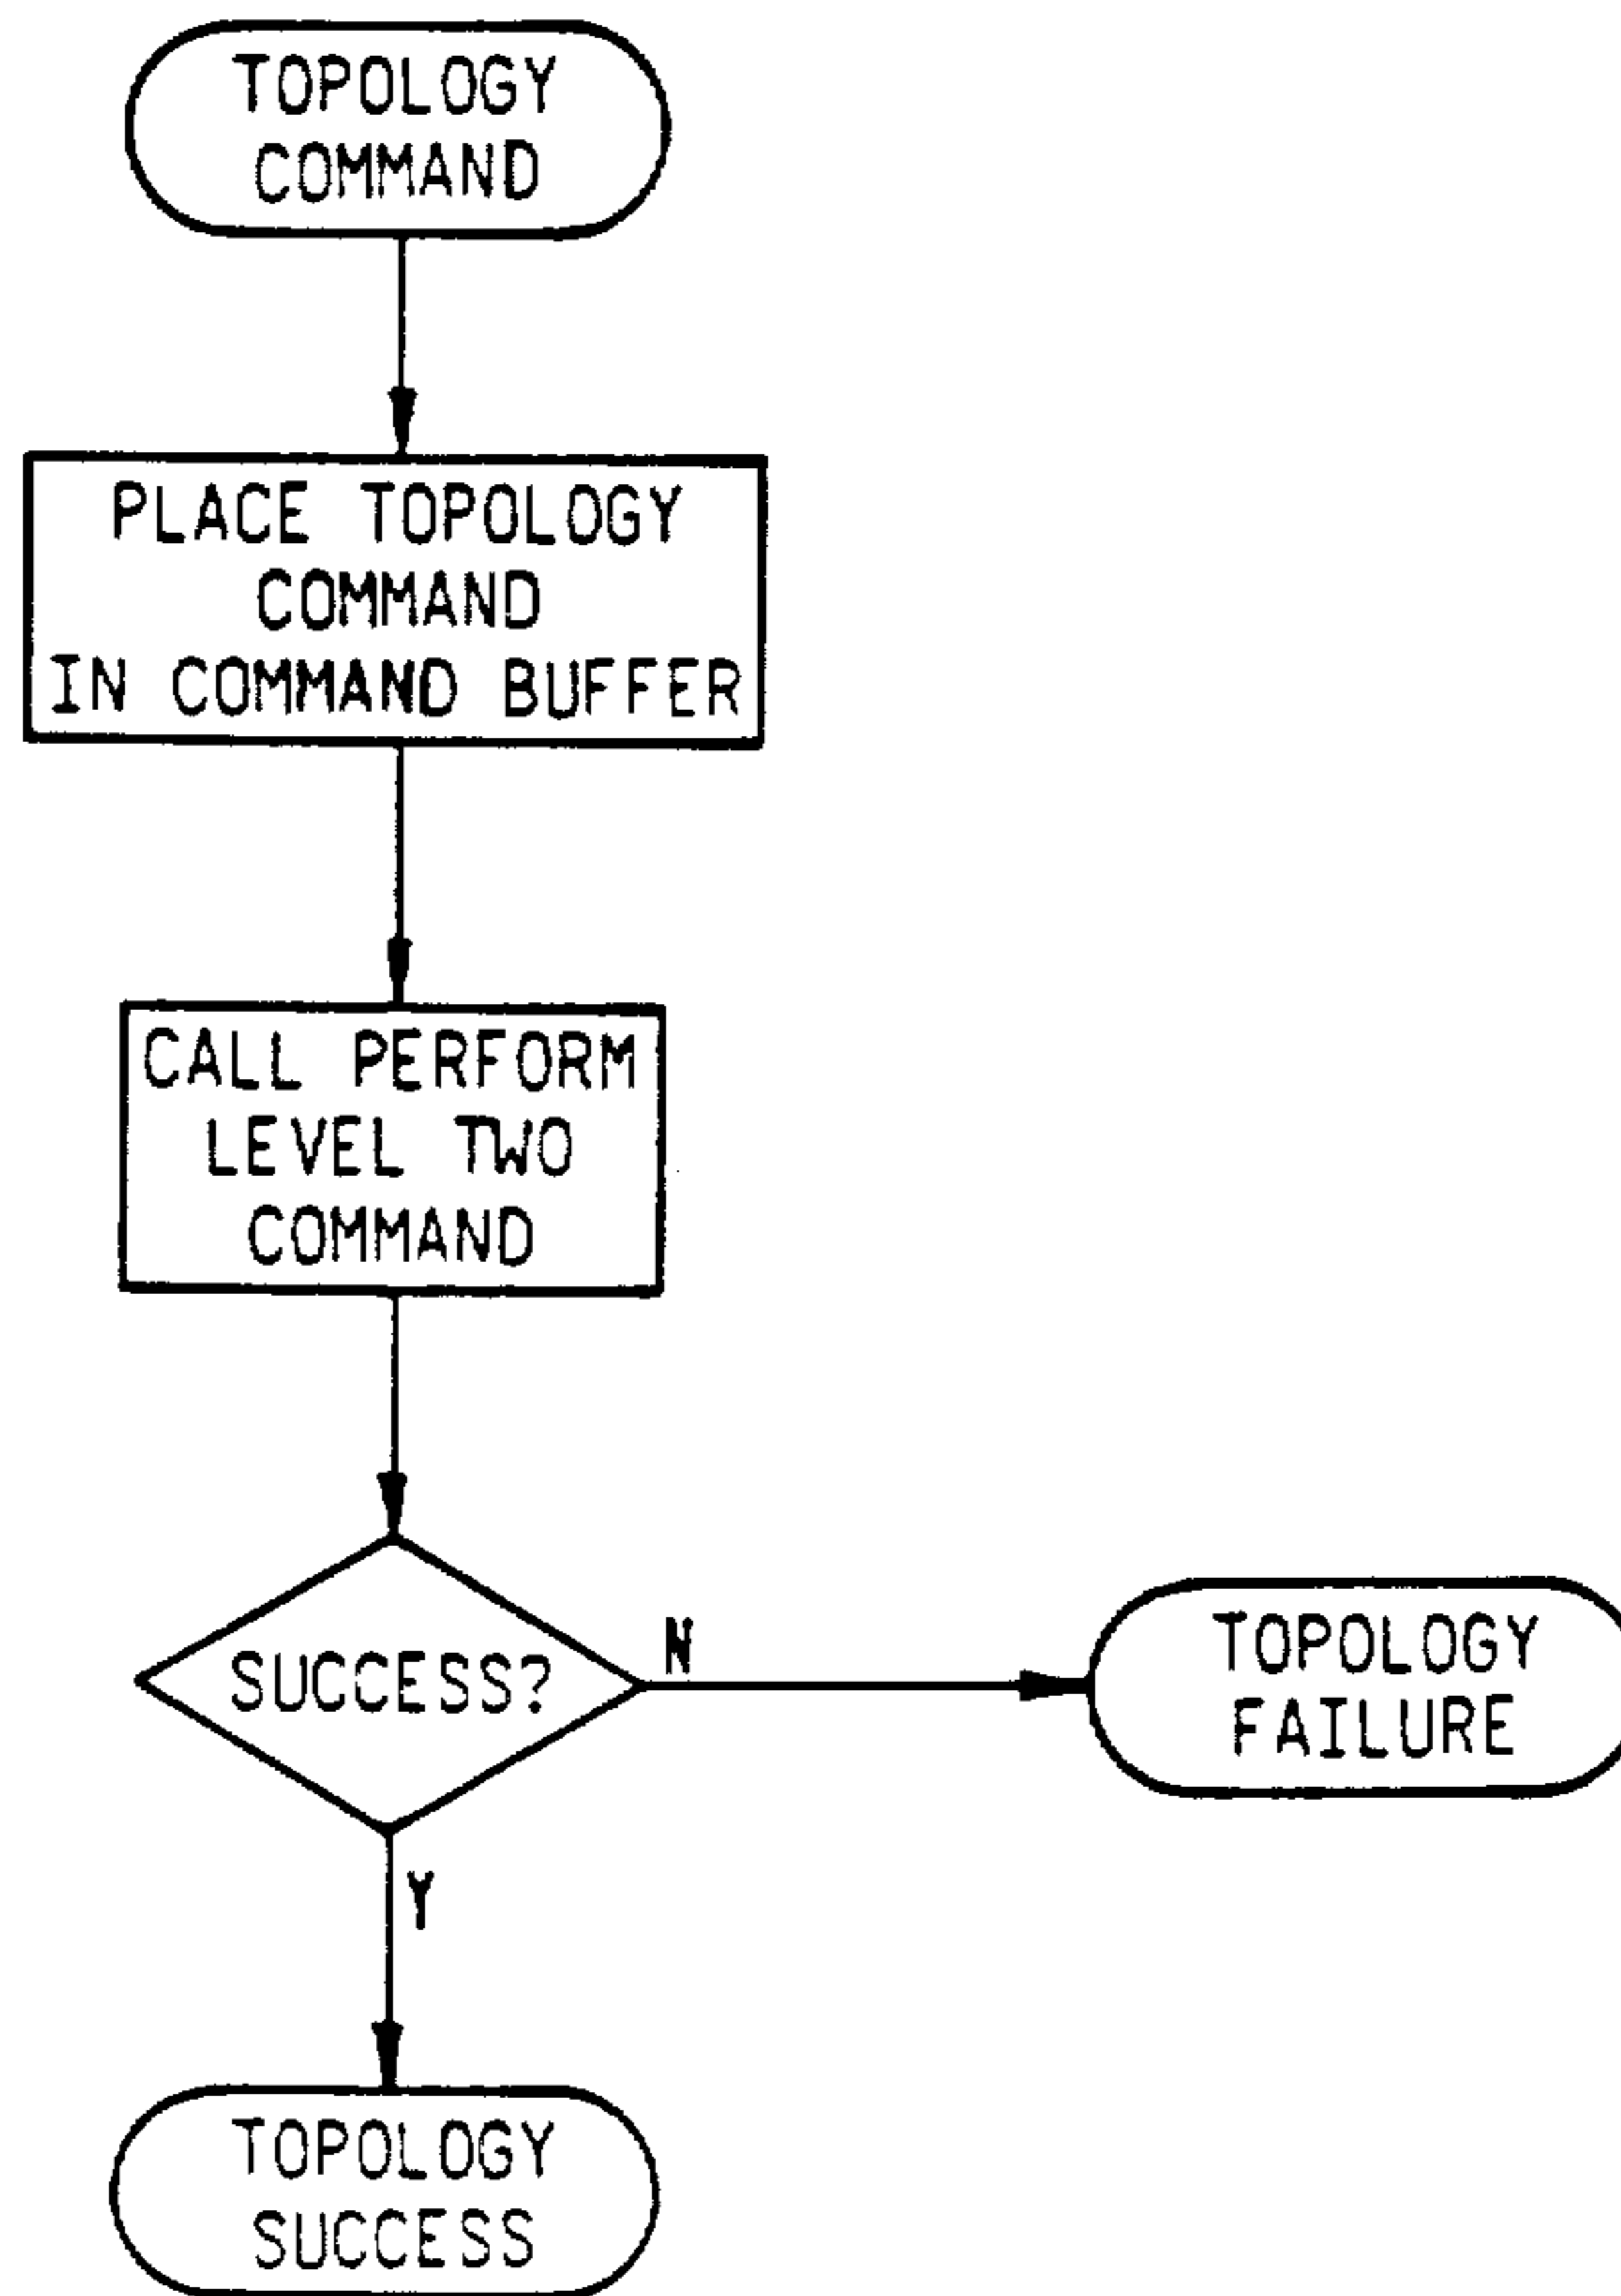 TOPOLOGY
COMMAND
PLACE TOPOLOGY
COMMAND
IN COMMAND BUFFER
CALL PERFORM
LEVEL TWO
COMMAND
SUCCESS?
N
TOPOLOGY
FAILURE
Y
TOPOLOGY
SUCCESS